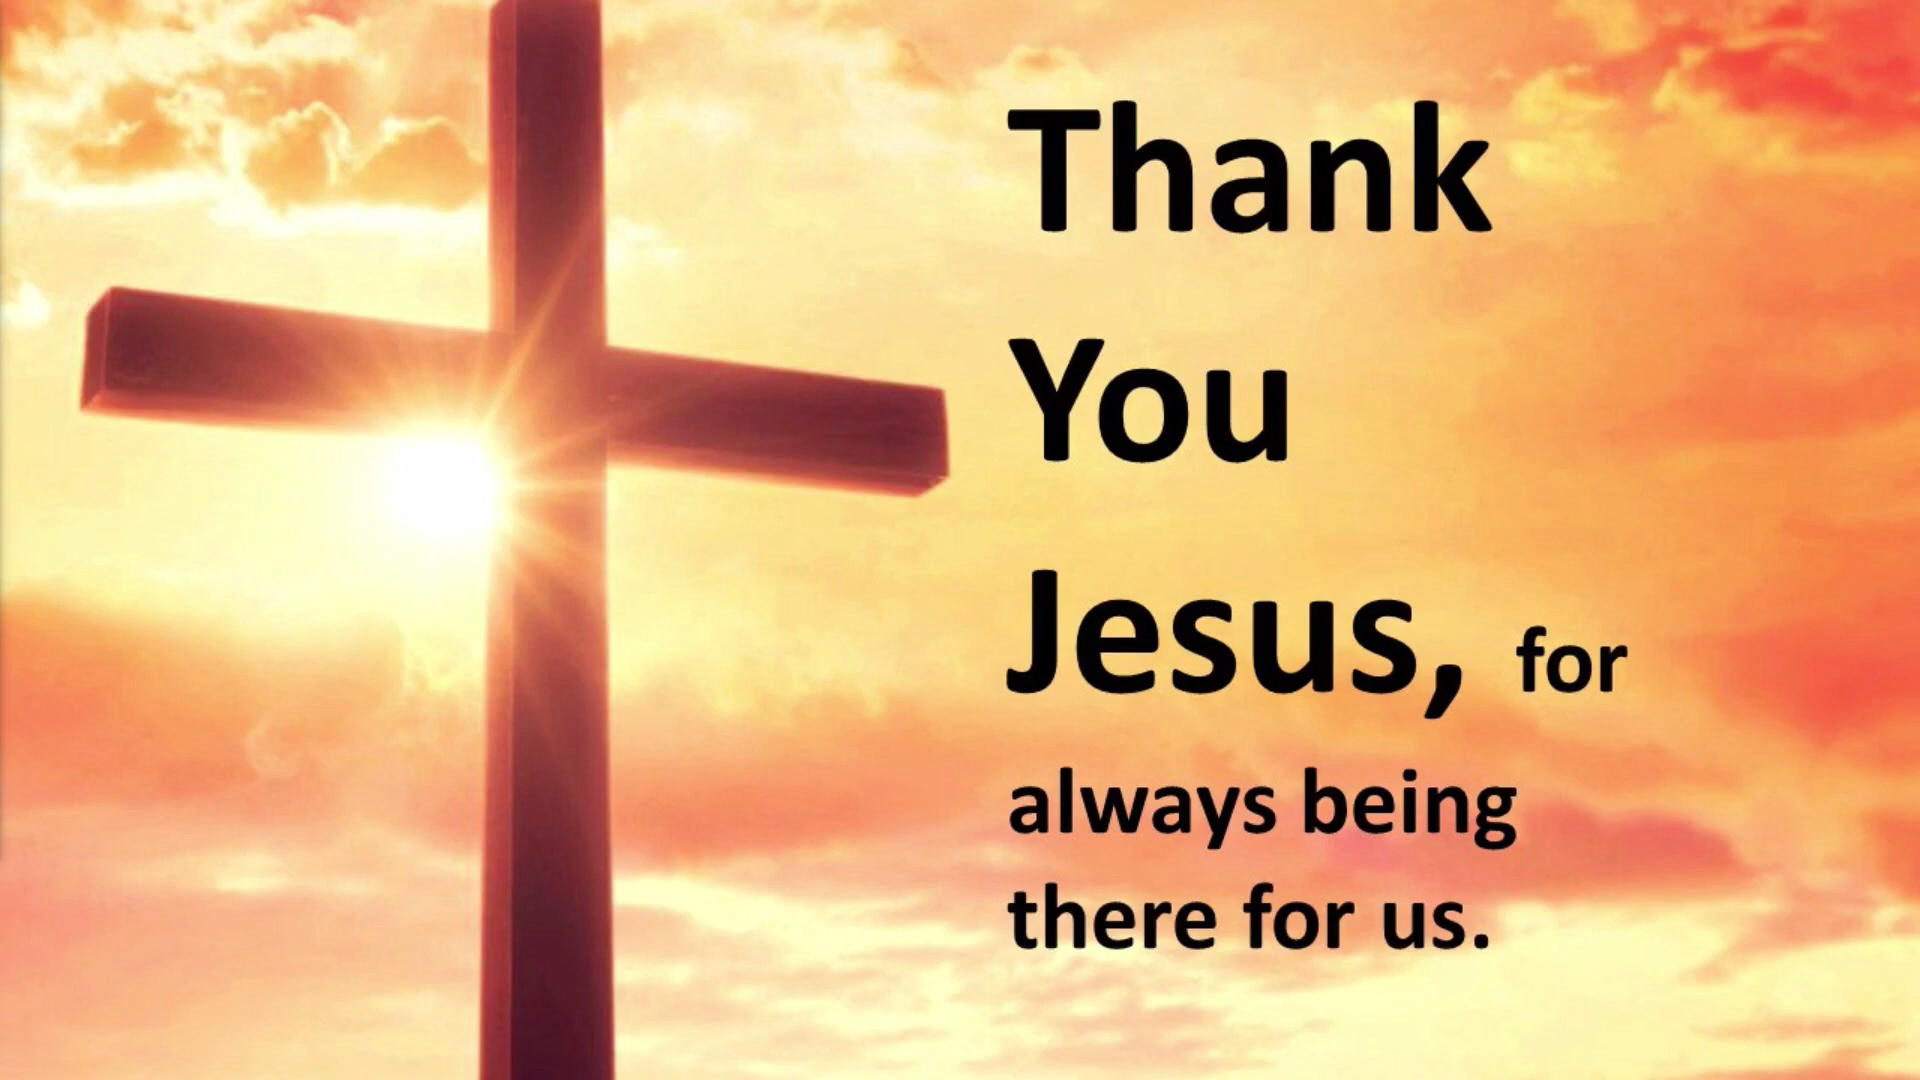 Thank
You
Jesus, for
always being
there for us.